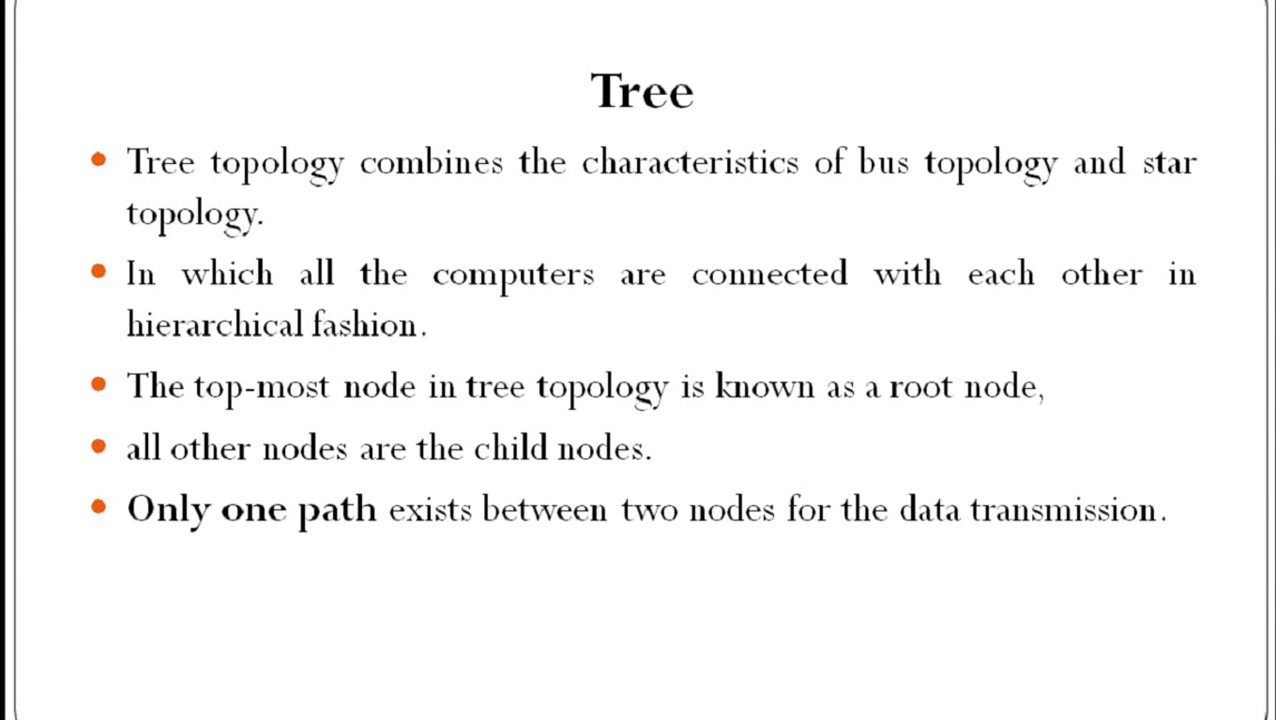 Tree
• Tree topology combines the characteristics of bus topology and star
topology.
• In which all the computers are connected with each other in
hierarchical fashion.
• The top-most node in tree topology is known as a root node,
• all other nodes are the child nodes.
• Only one path exists between two nodes for the data transmission.